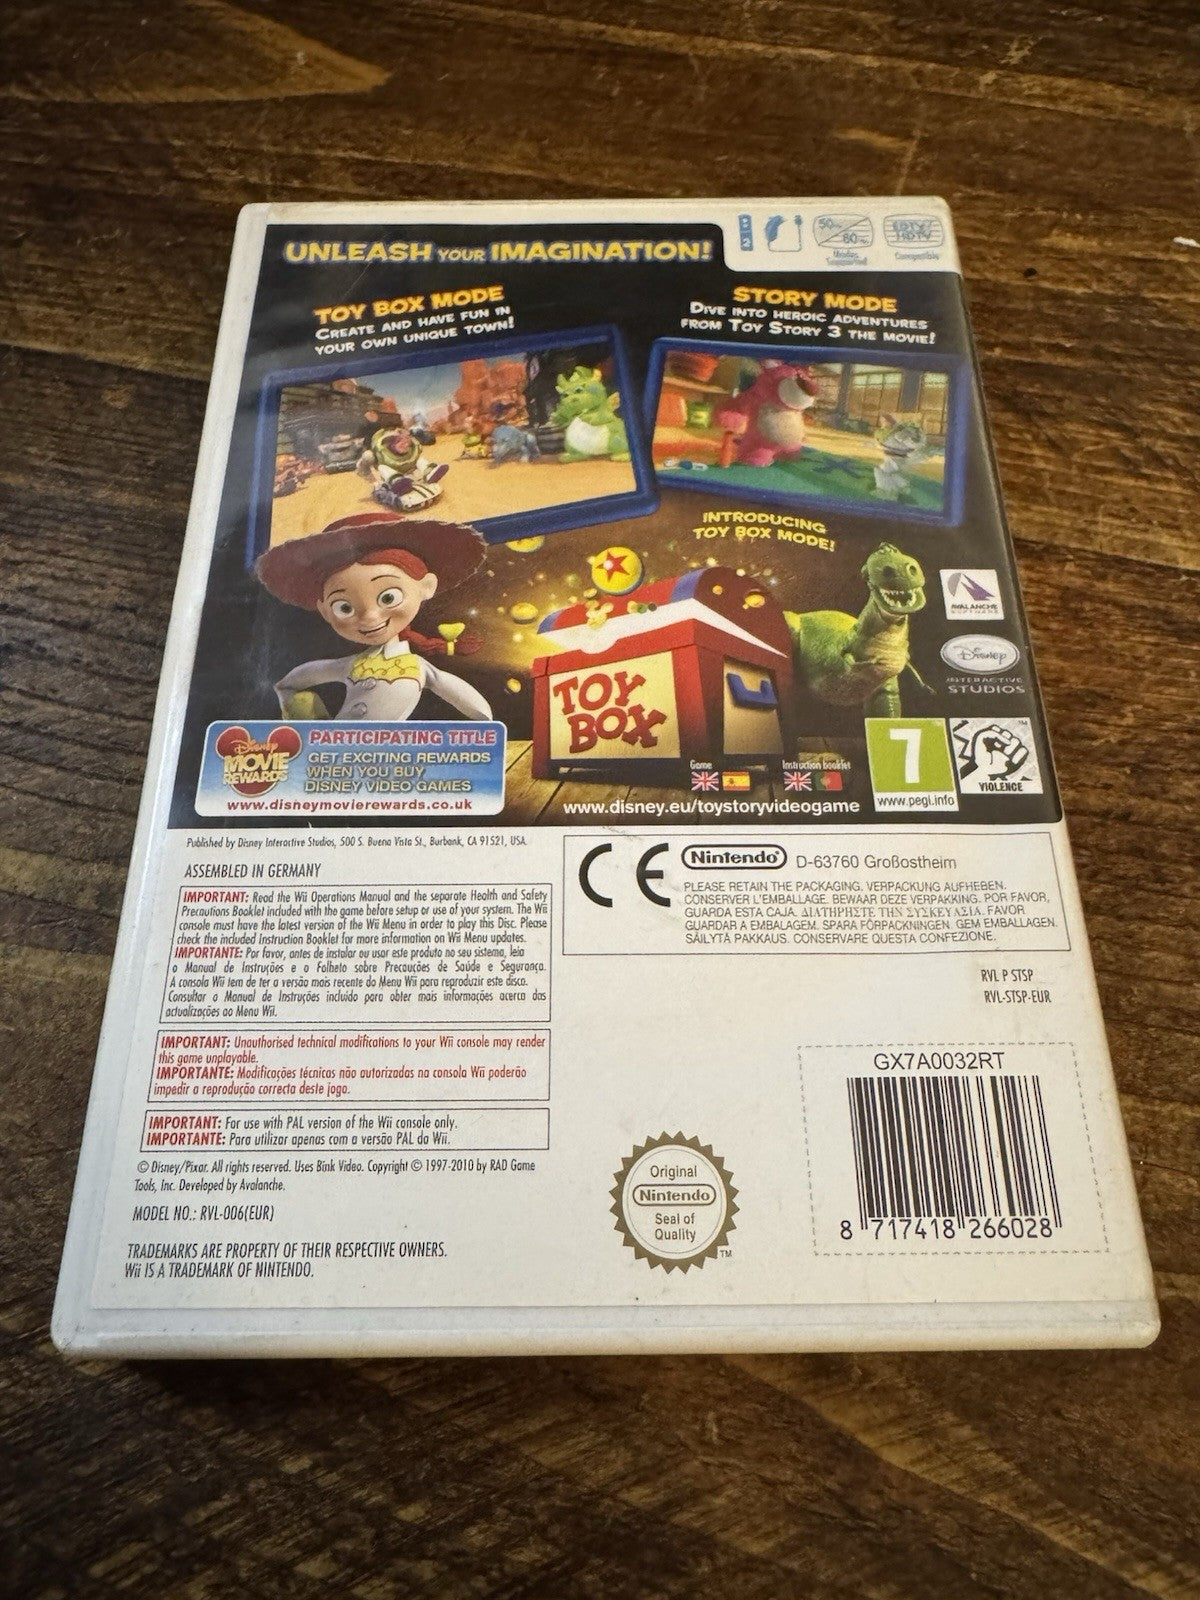 UNLEASH YOUR IMAGINATION!
50Hz
60Hz
Modes
Supported
EDTV/
HDTV
Compatible
TOY BOX MODE
CREATE AND HAVE FUN IN
YOUR OWN UNIQUE TOWN!
STORY MODE
DIVE INTO HEROIC ADVENTURES
FROM TOY STORY 3 THE MOVIE!
INTRODUCING
TOY BOX MODE!
TOY
BOX
AVALANCHE
SOFTWARE
Disney
INTERACTIVE
STUDIOS
Disney
MOVIE
REWARDS
PARTICIPATING TITLE
GET EXCITING REWARDS
WHEN YOU BUY
DISNEY VIDEO GAMES
www.disneymovierewards.co.uk
Game
Instruction Booklet
www.disney.eu/toystoryvideogame
7
www.pegi.info
VIOLENCE
Published by Disney Interactive Studios, 500 S. Buena Vista St., Burbank, CA 91521, USA.
ASSEMBLED IN GERMANY
IMPORTANT: Read the Wii Operations Manual and the separate Health and Safety
Precautions Booklet included with the game before setup or use of your system. The Wii
console must have the latest version of the Wii Menu in order to play this Disc. Please
check the included Instruction Booklet for more information on Wii Menu updates.
IMPORTANTE: Por favor, antes de instalar ou usar este produto no seu sistema, leia
o Manual de Instruções e o Folheto sobre Precauções de Saúde e Segurança.
A consola Wii tem de ter a versão mais recente do Menu Wii para reproduzir este disco.
Consultar o Manual de Instruções incluído para obter mais informações acerca das
actualizações ao Menu Wii.
IMPORTANT: Unauthorised technical modifications to your Wii console may render
this game unplayable.
IMPORTANTE: Modificações técnicas não autorizadas na consola Wii poderão
impedir a reprodução correcta deste jogo.
IMPORTANT: For use with PAL version of the Wii console only.
IMPORTANTE: Para utilizar apenas com a versão PAL da Wii.
© Disney/Pixar. All rights reserved. Uses Bink Video. Copyright © 1997-2010 by RAD Game
Tools, Inc. Developed by Avalanche.
MODEL NO.: RVL-006(EUR)
TRADEMARKS ARE PROPERTY OF THEIR RESPECTIVE OWNERS.
Wii IS A TRADEMARK OF NINTENDO.
CE
Nintendo® D-63760 Großostheim
PLEASE RETAIN THE PACKAGING. VERPACKUNG AUFHEBEN.
CONSERVER L'EMBALLAGE. BEWAAR DEZE VERPAKKING. POR FAVOR,
GUARDA ESTA CAJA. ΔΙΑΤΗΡΗΣΤΕ ΤΗΝ ΣΥΣΚΕΥΑΣΙΑ. FAVOR
GUARDAR A EMBALAGEM. SPARA FÖRPACKNINGEN. GEM EMBALLAGEN.
SÄILYTÄ PAKKAUS. CONSERVARE QUESTA CONFEZIONE.
RVL P STSP
RVL-STSP-EUR
Original
Nintendo
Seal of
Quality
TM
GX7A0032RT
8 717418 266028